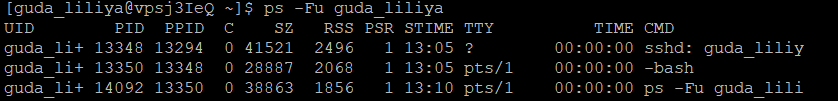 [guda_liliya@vpsj3IeQ ~]$ ps -Fu guda_liliya
UID        PID  PPID  C    SZ   RSS PSR STIME TTY          TIME CMD
guda_li+ 13348 13294  0 41521  2496   1 13:05 ?        00:00:00 sshd: guda_liliy
guda_li+ 13350 13348  0 28887  2068   1 13:05 pts/1    00:00:00 -bash
guda_li+ 14092 13350  0 38863  1856   1 13:10 pts/1    00:00:00 ps -Fu guda_lili